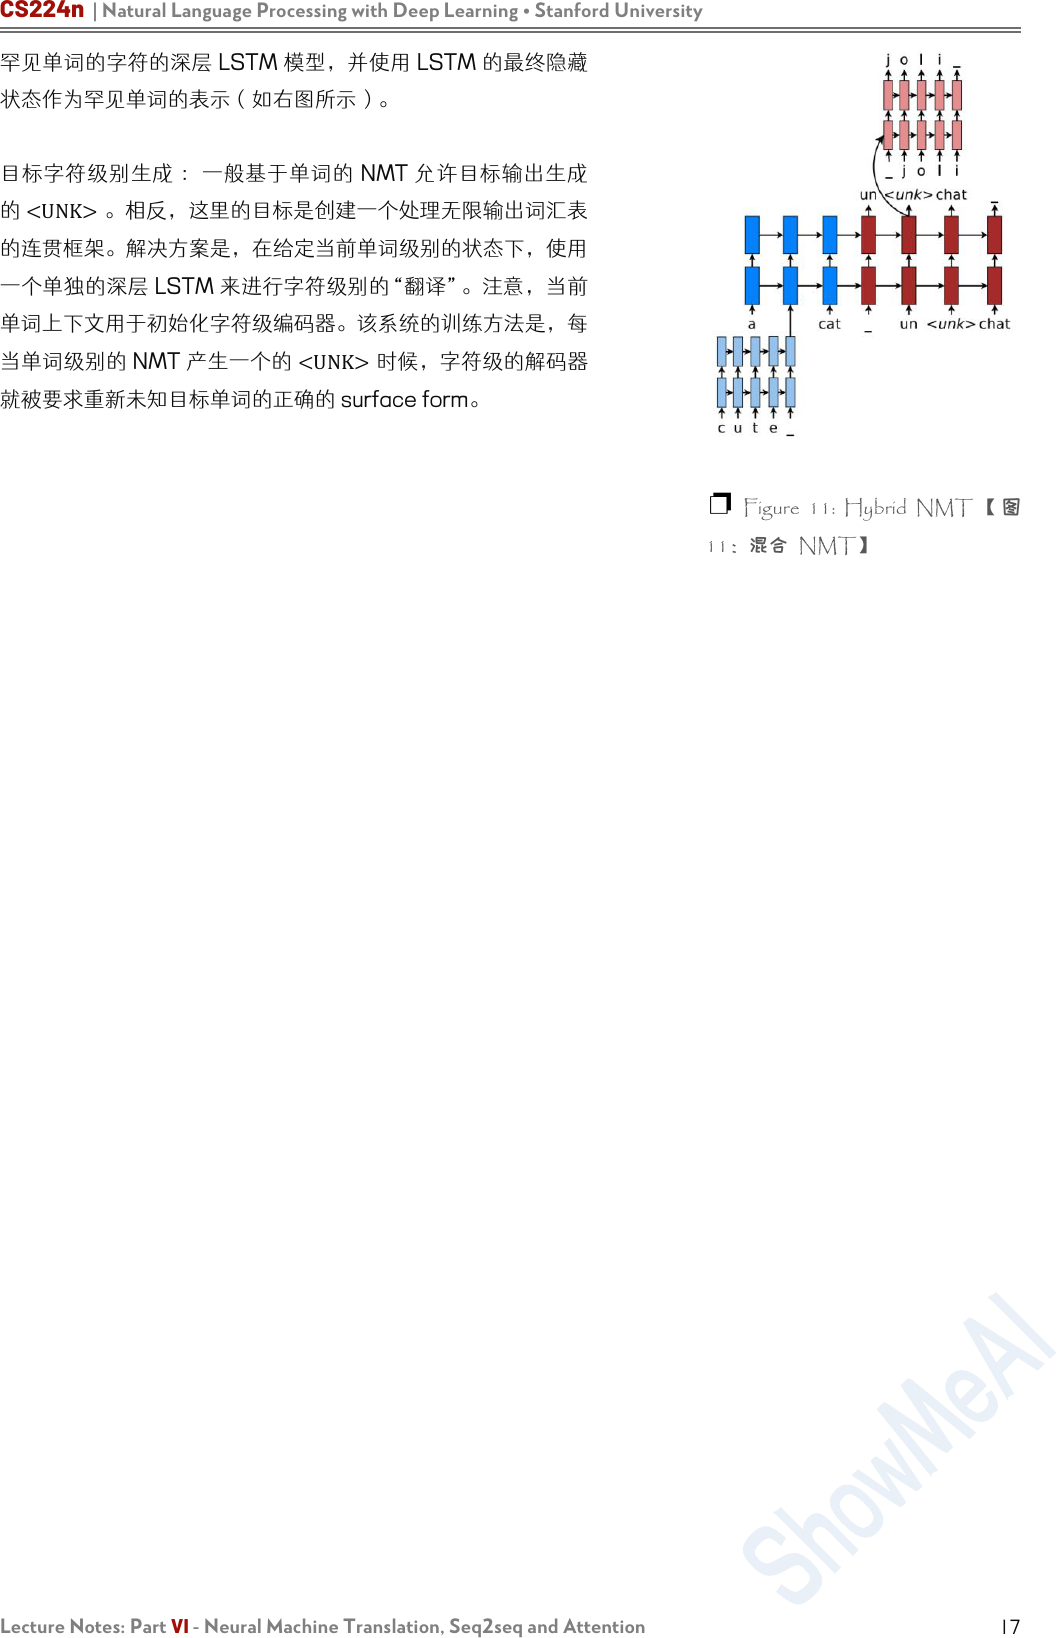 CS224n | Natural Language Processing with Deep Learning • Stanford University
罕见单词的字符的深层 LSTM 模型，并使用 LSTM 的最终隐藏
状态作为罕见单词的表示（如右图所示）。
目标字符级别生成 ：一般基于单词的 NMT 允许目标输出生成
的 <UNK> 。相反，这里的目标是创建一个处理无限输出词汇表
的连贯框架。解决方案是，在给定当前单词级别的状态下，使用
一个单独的深层 LSTM 来进行字符级别的 “翻译” 。注意，当前
单词上下文用于初始化字符级编码器。该系统的训练方法是，每
当单词级别的 NMT 产生一个的 <UNK> 时候，字符级的解码器
就被要求重新未知目标单词的正确的 surface form。
j o l i _
_ j o l i
un <unk> chat _
a cat _ un <unk> chat
c u t e _
Figure 11: Hybrid NMT【图
11：混合 NMT】
ShowMeAI
Lecture Notes: Part VI - Neural Machine Translation, Seq2seq and Attention
17